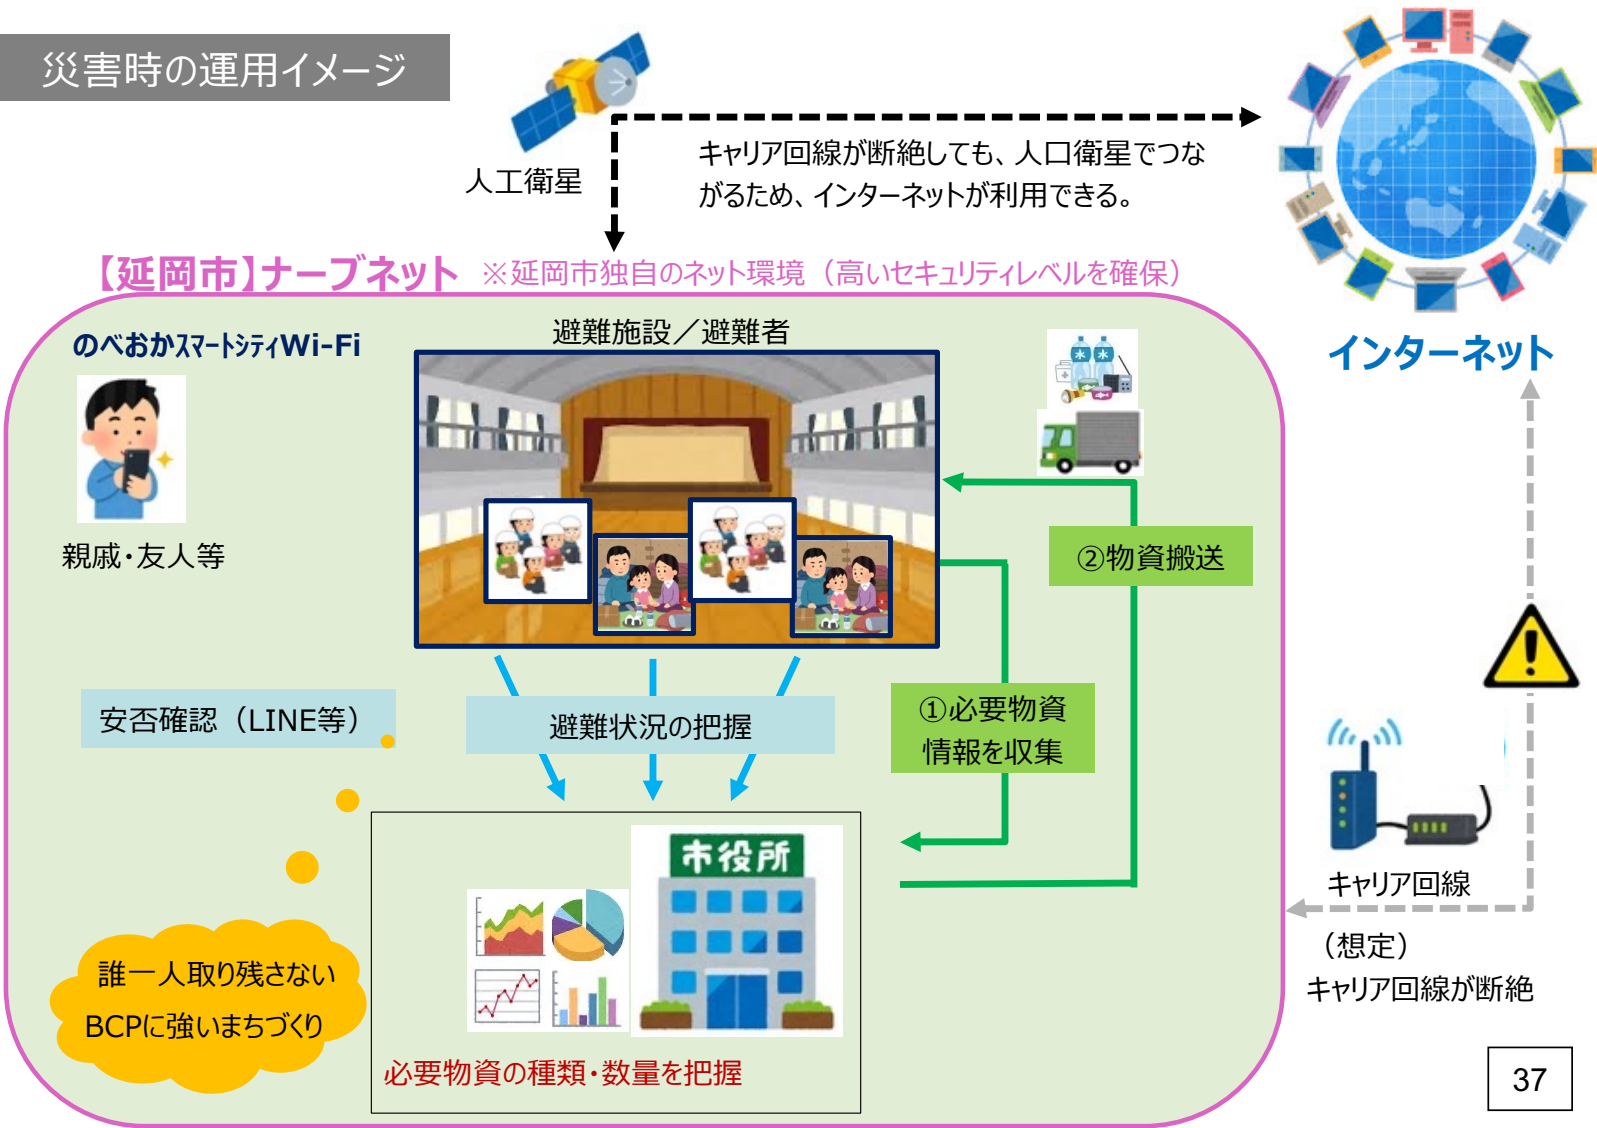 災害時の運用イメージ
人工衛星
キャリア回線が断絶しても、人口衛星でつな
がるため、インターネットが利用できる。
【延岡市】ナーブネット ※延岡市独自のネット環境（高いセキュリティレベルを確保）
のべおかスマートシティWi-Fi
避難施設／避難者
水 水
インターネット
親戚・友人等
②物資搬送
安否確認（LINE等）
避難状況の把握
①必要物資
情報を収集
市役所
キャリア回線
（想定）
キャリア回線が断絶
誰一人取り残さない
BCPに強いまちづくり
必要物資の種類・数量を把握
37